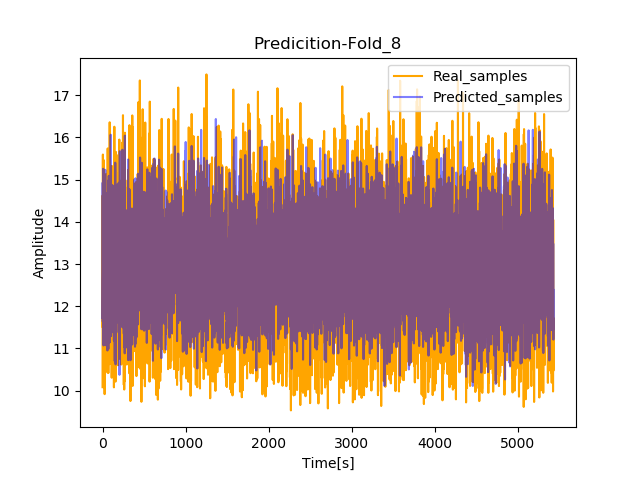 Predicition-Fold_8
Real_samples
Predicted_samples
17
16
15
14
13
12
11
10
Amplitude
0 1000 2000 3000 4000 5000
Time[s]